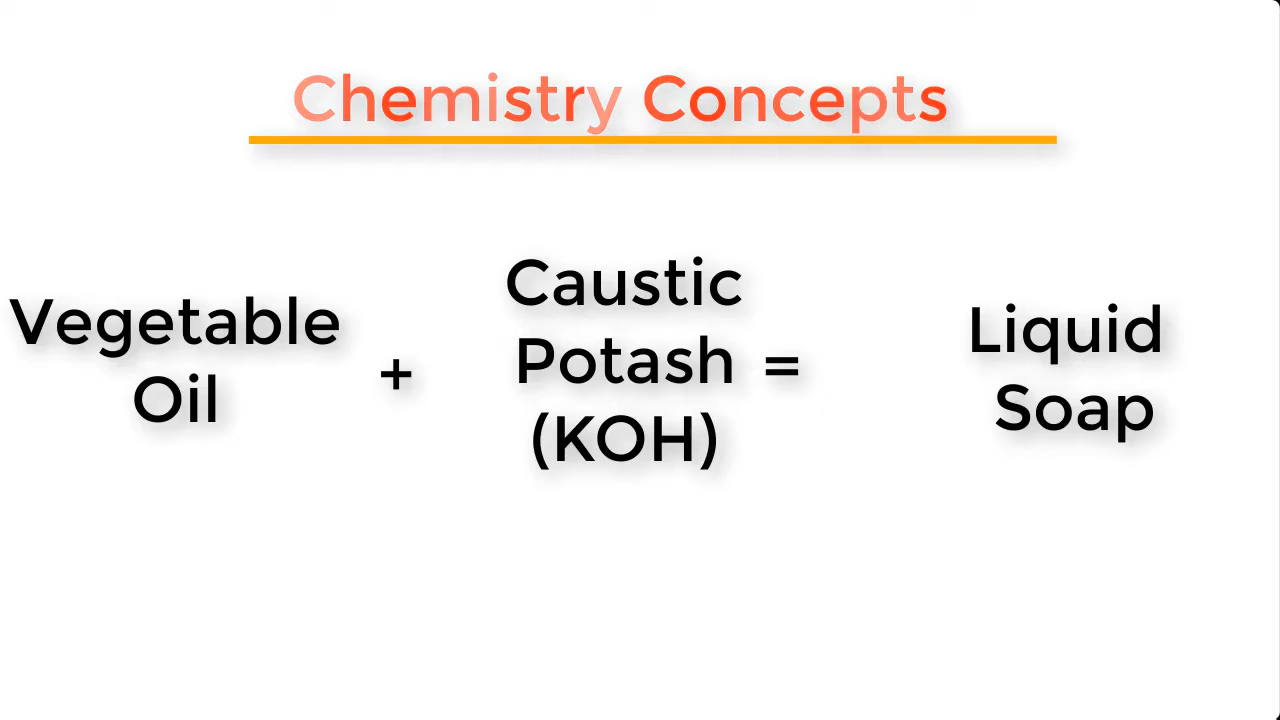 Chemistry Concepts
Vegetable
Oil
+
Caustic
Potash
(KOH)
=
Liquid
Soap